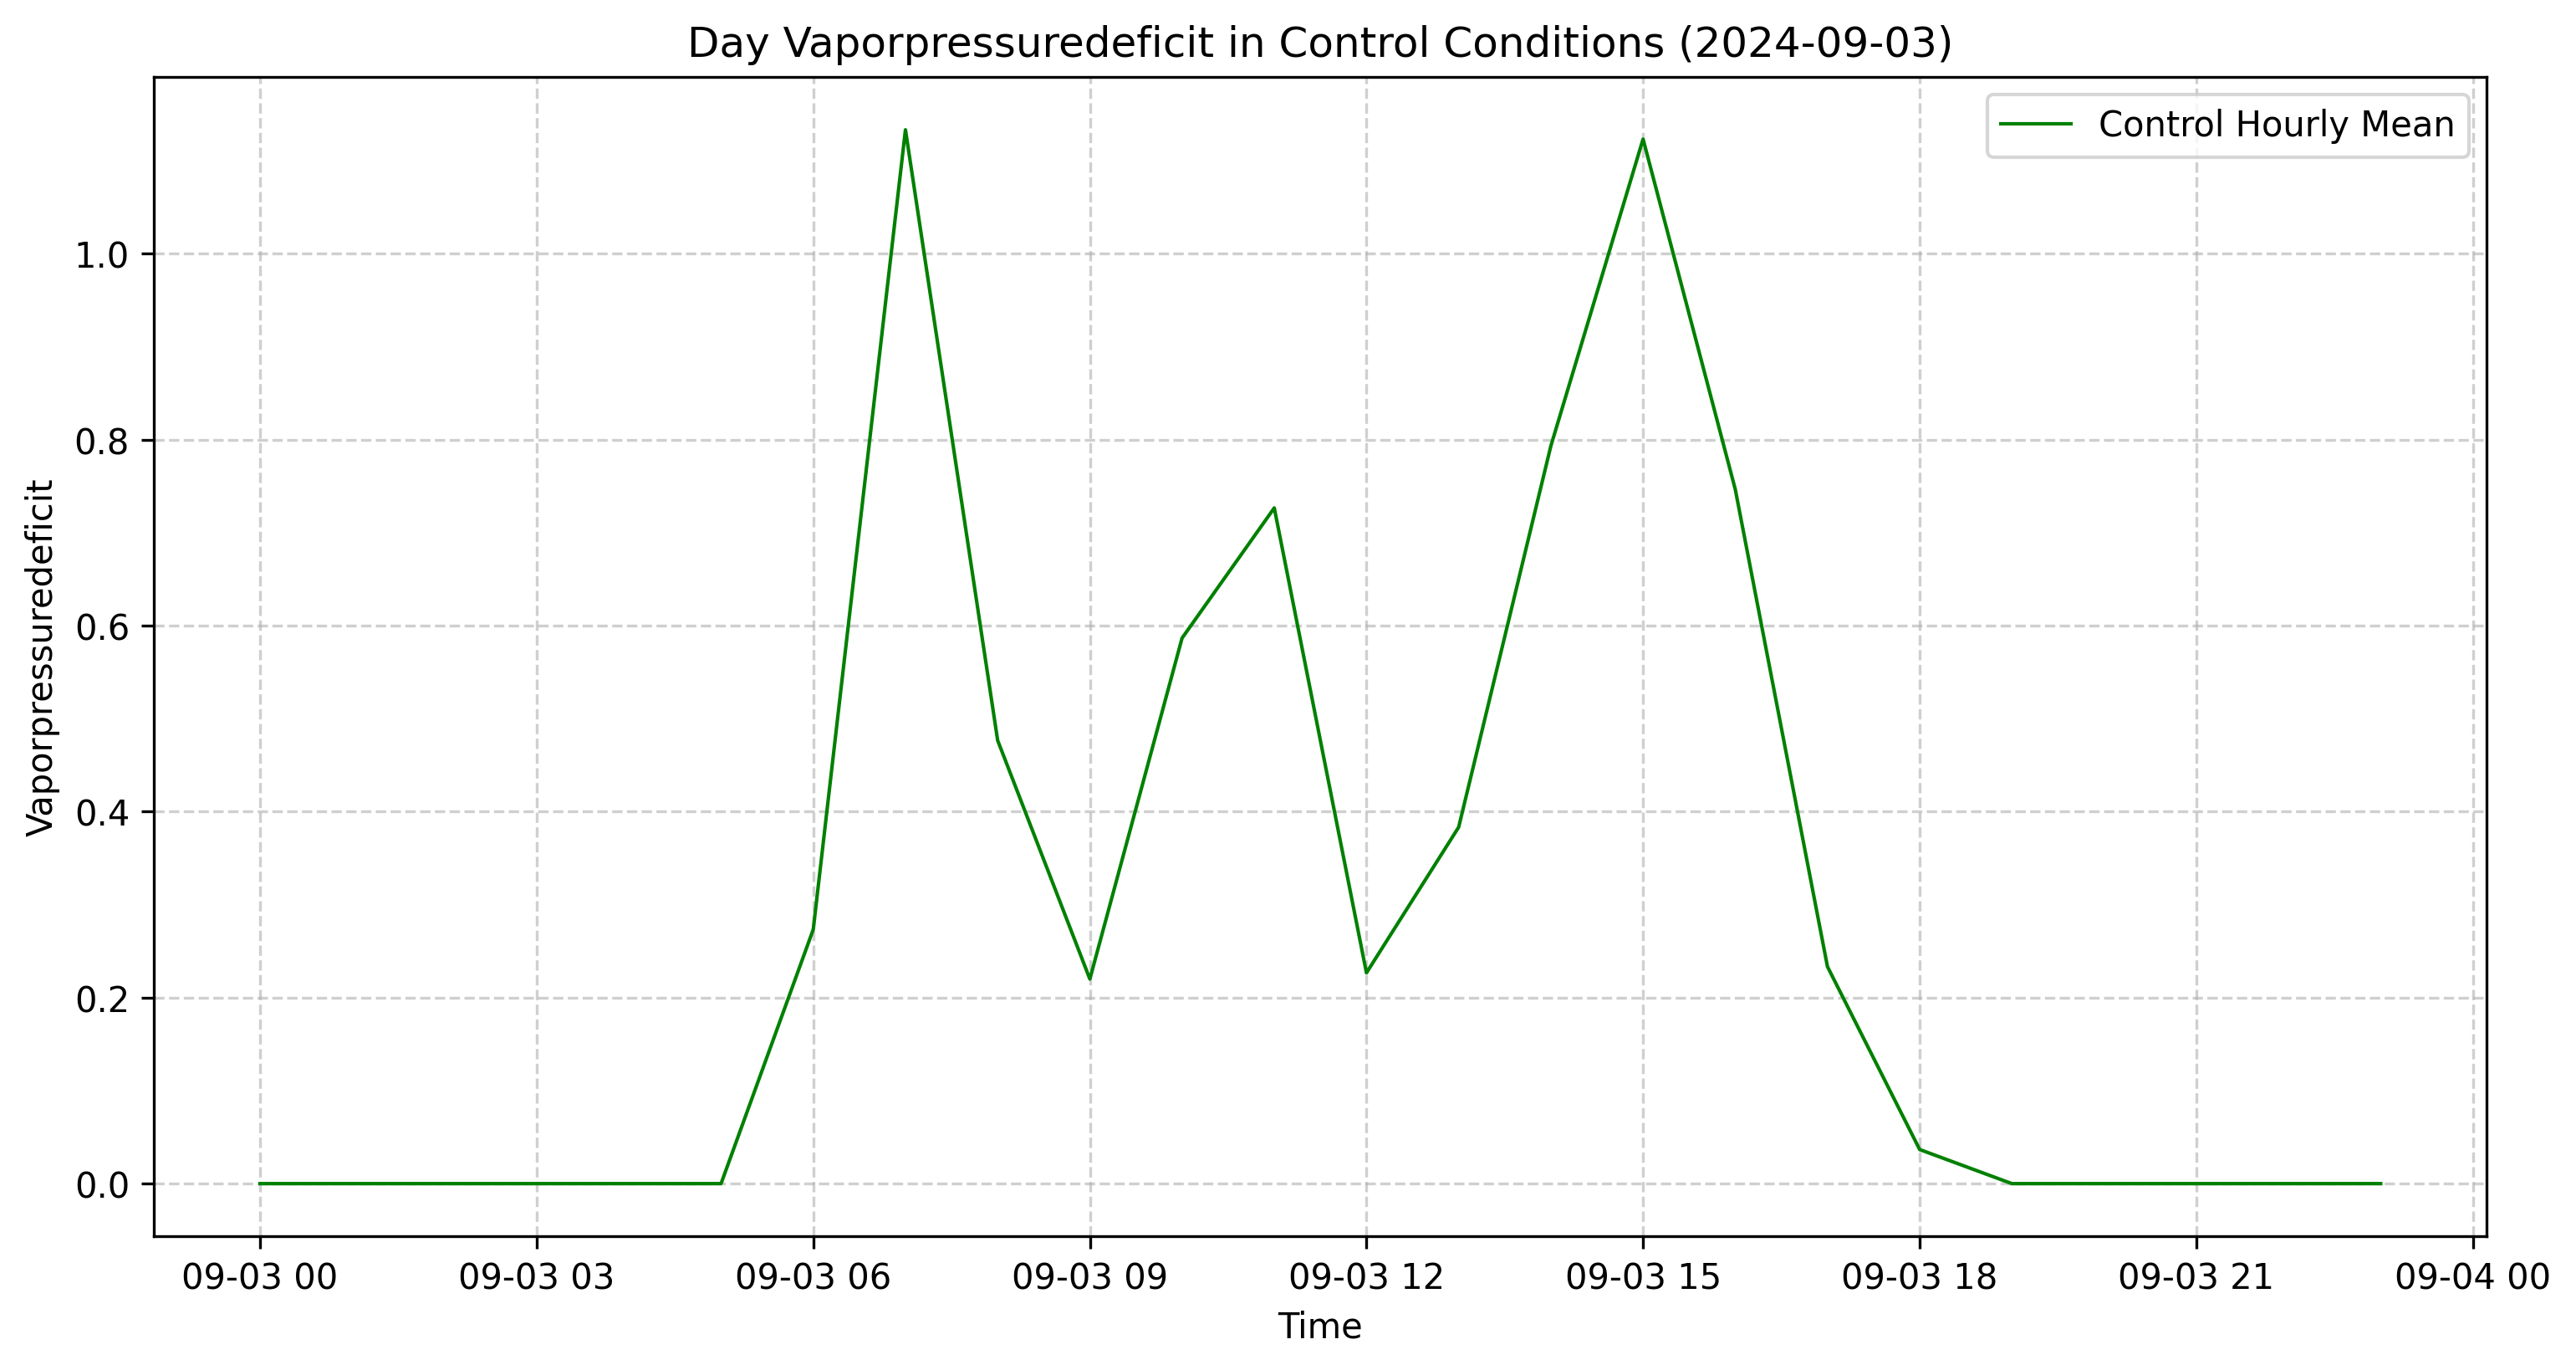 Day Vaporpressuredeficit in Control Conditions (2024-09-03)
Control Hourly Mean
1.0
0.8
0.6
0.4
0.2
0.0
Vaporpressuredeficit
09-03 00 09-03 03 09-03 06 09-03 09 09-03 12 09-03 15 09-03 18 09-03 21 09-04 00
Time